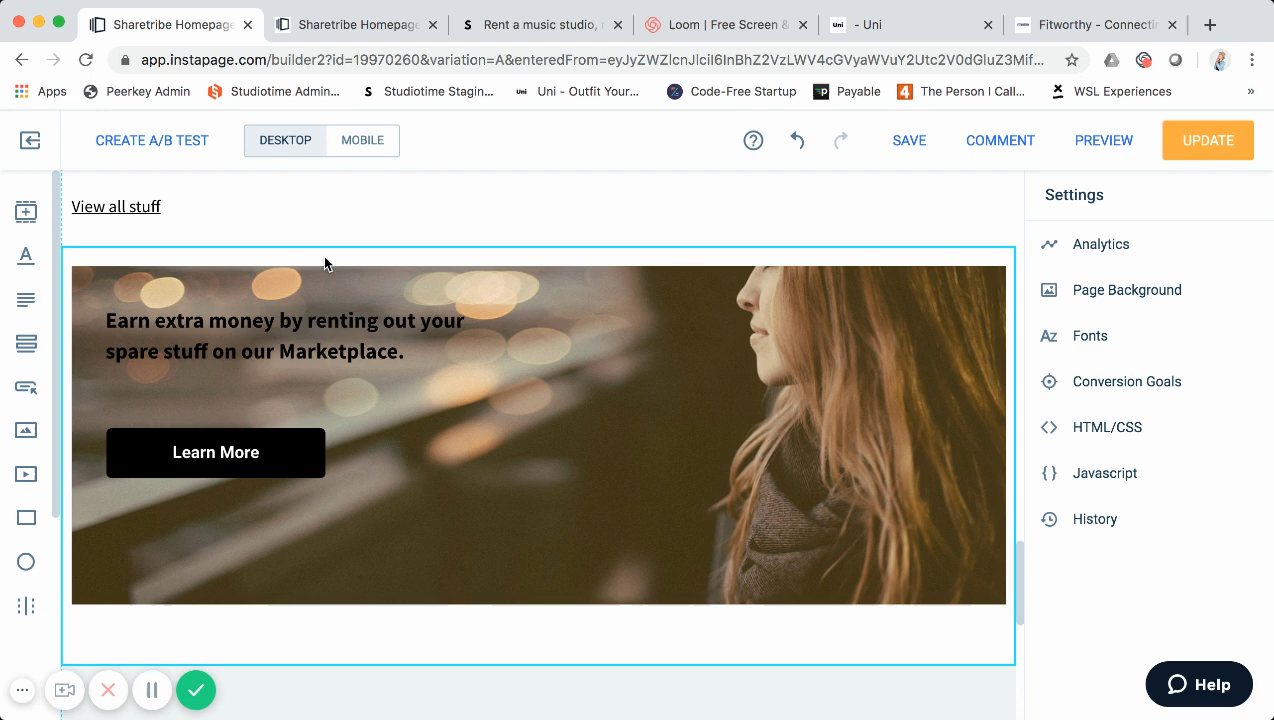 Sharetribe Homepage
Sharetribe Homepage
S Rent a music studio, r
Loom | Free Screen &
Uni - Uni
Fitworthy - Connectin
app.instapage.com/builder2?id=19970260&variation=A&enteredFrom=eyJyZWZlcnJlciI6InBhZ2VzLWV4cGVyaWVuY2Utc2V0dGluZ3Mif...
Apps
Peerkey Admin
Studiotime Admin...
S Studiotime Stagin...
Uni Uni - Outfit Your...
Code-Free Startup
Payable
4 The Person I Call...
WSL Experiences
»
CREATE A/B TEST
DESKTOP
MOBILE
SAVE
COMMENT
PREVIEW
UPDATE
View all stuff
Earn extra money by renting out your
spare stuff on our Marketplace.
Learn More
Settings
Analytics
Page Background
Az Fonts
Conversion Goals
HTML/CSS
Javascript
History
Help